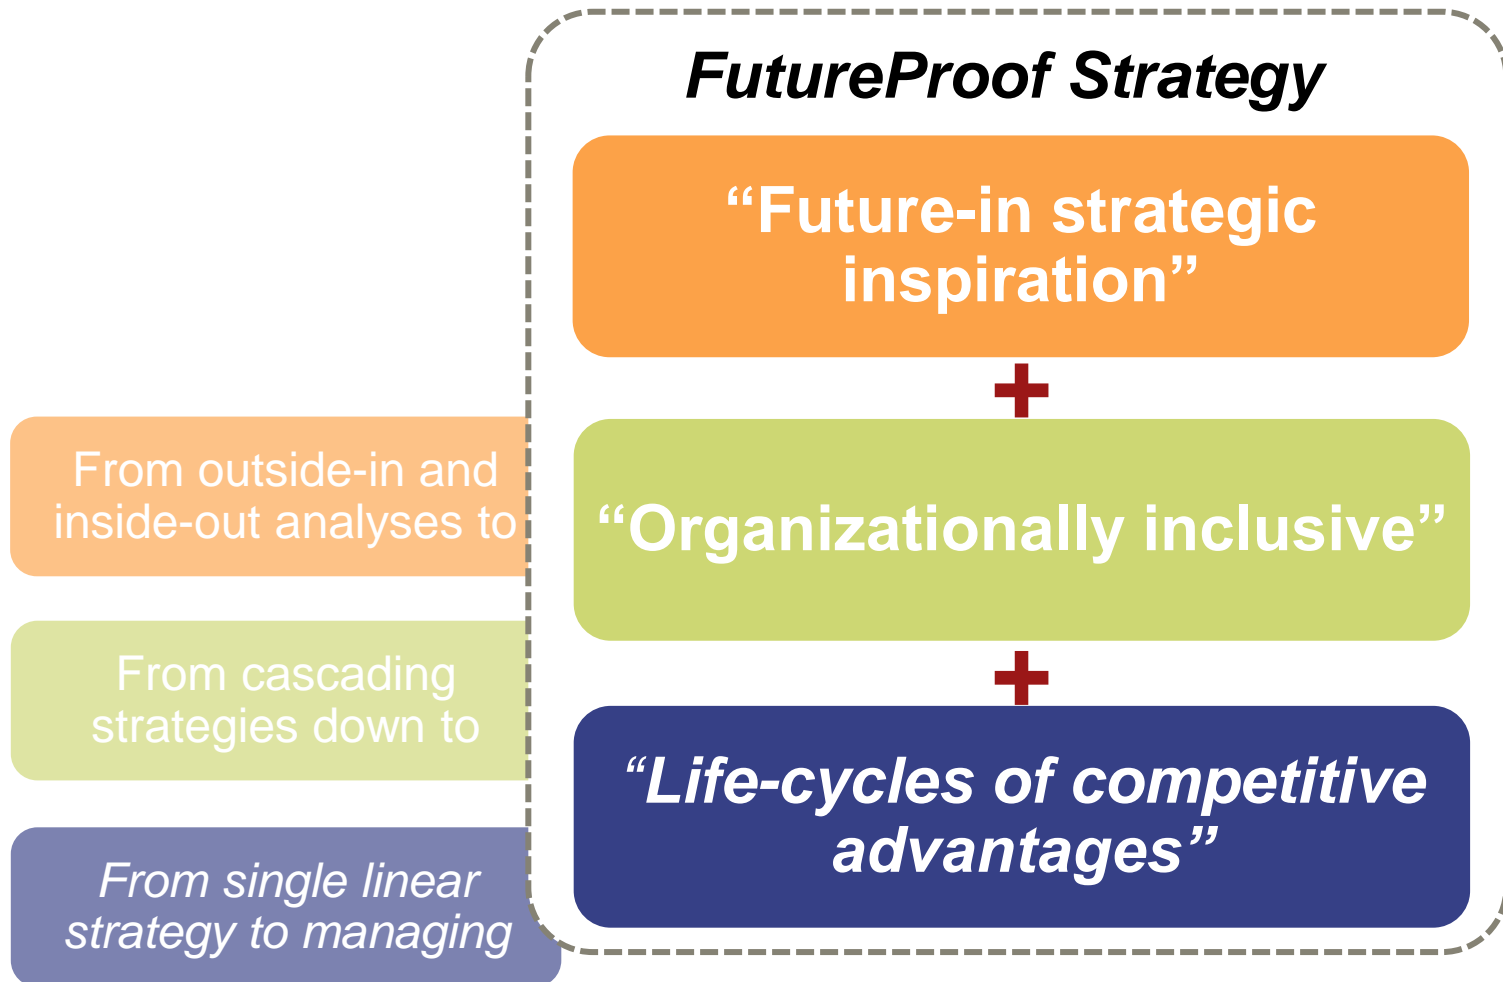 FutureProof Strategy
“Future-in strategic
inspiration”
+
From outside-in and
inside-out analyses to
“Organizationally inclusive”
+
From cascading
strategies down to
“Life-cycles of competitive
advantages”
From single linear
strategy to managing